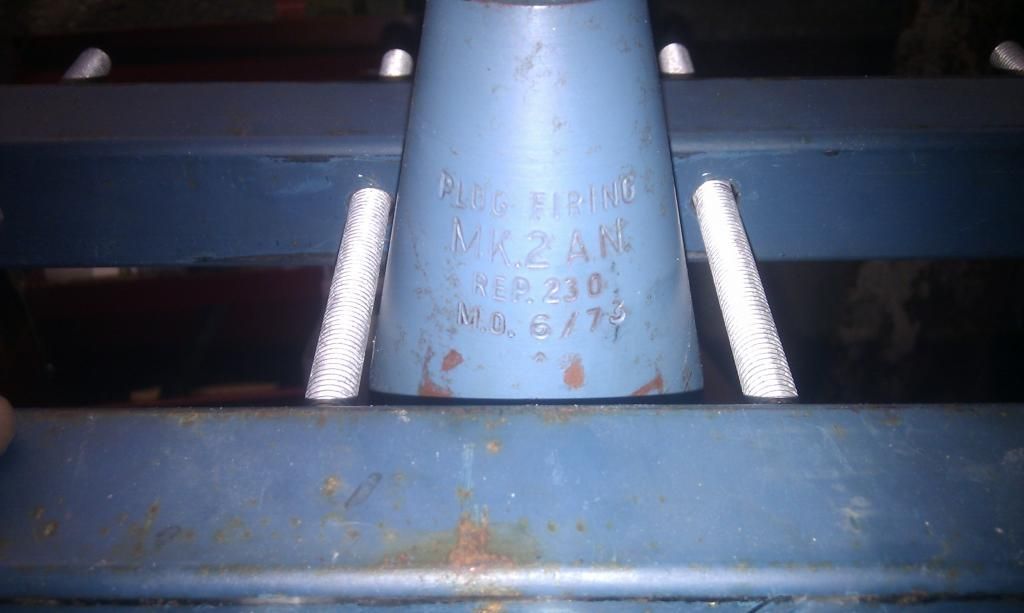 PLUG FIRING
MK.2 A.N.
REP. 230
M.O. 6/73